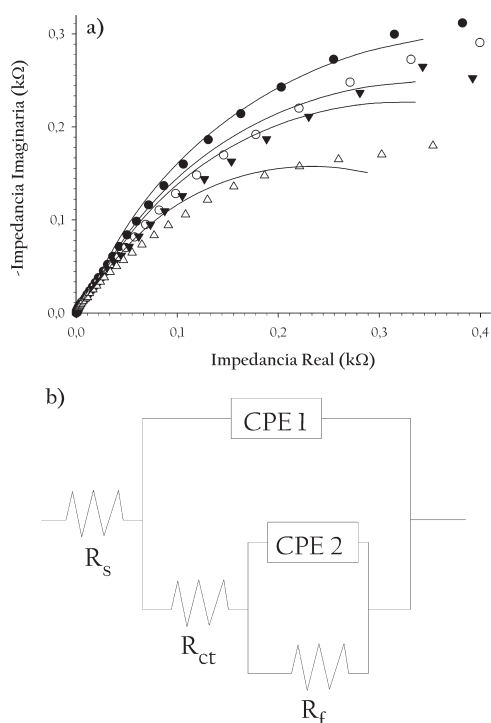 a)
-Impedancia Imaginaria (kΩ)
0,3
0,2
0,1
0,0
0,0 0,1 0,2 0,3 0,4
Impedancia Real (kΩ)
b)
CPE 1
Rs
CPE 2
Rct
Rf